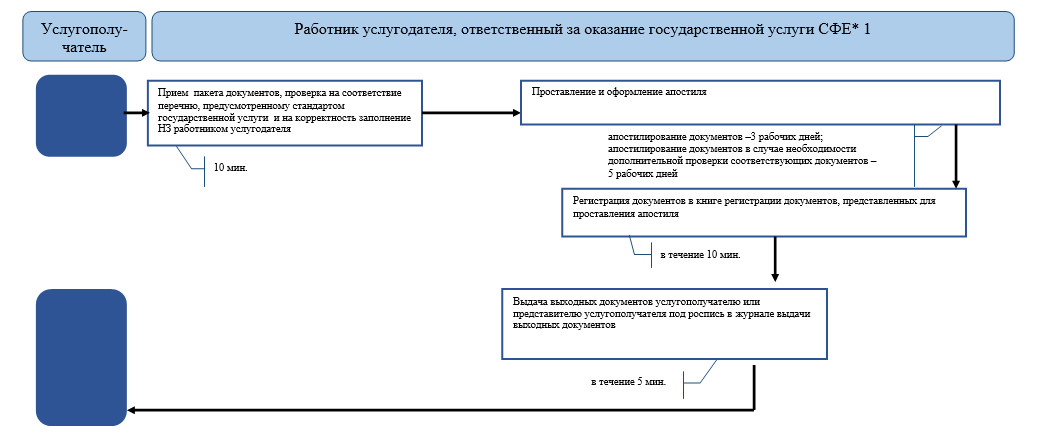 Услугополу-
чатель
Работник услугодателя, ответственный за оказание государственной услуги СФЕ* 1
Прием  пакета документов, проверка на соответствие
перечню, предусмотренному стандартом
государственной услуги  и на корректность заполнение
НЗ работником услугодателя
10 мин.
Проставление и оформление апостиля
апостилирование документов –3 рабочих дней;
апостилирование документов в случае необходимости
дополнительной проверки соответствующих документов –
5 рабочих дней
Регистрация документов в книге регистрации документов, представленных для
проставления апостиля
в течение 10 мин.
Выдача выходных документов услугополучателю или
представителю услугополучателя под роспись в журнале выдачи
выходных документов
в течение 5 мин.